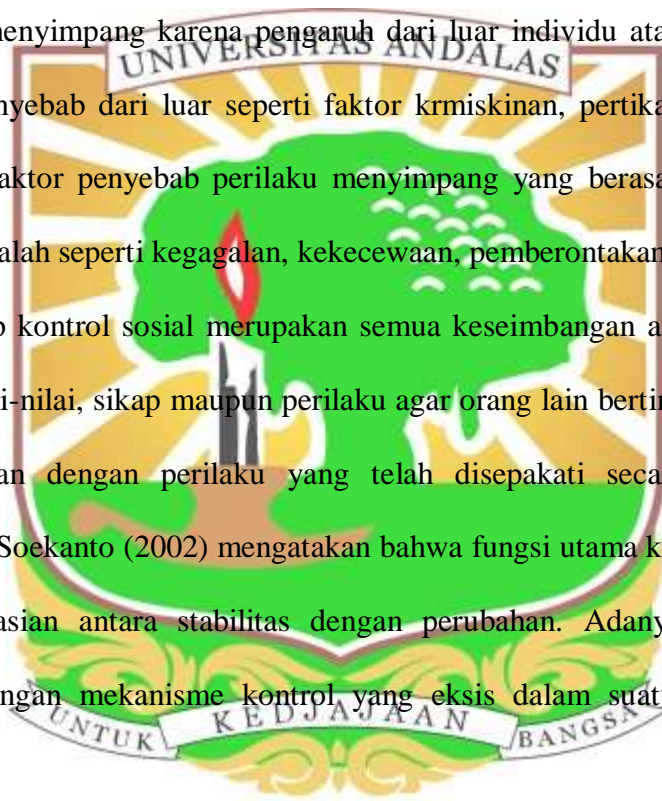 menyimpang karena pengaruh dari luar individu ata
UNIVERSITAS ANDALAS
nyebab dari luar seperti faktor krmiskinan, pertika
aktor penyebab perilaku menyimpang yang berasa
alah seperti kegagalan, kekecewaan, pemberontakan
kontrol sosial merupakan semua keseimbangan a
i-nilai, sikap maupun perilaku agar orang lain bertin
an dengan perilaku yang telah disepakati seca
Soekanto (2002) mengatakan bahwa fungsi utama k
asian antara stabilitas dengan perubahan. Adany
ngan mekanisme kontrol yang eksis dalam suat
UNTUK KEDJAJAAN BANGSA